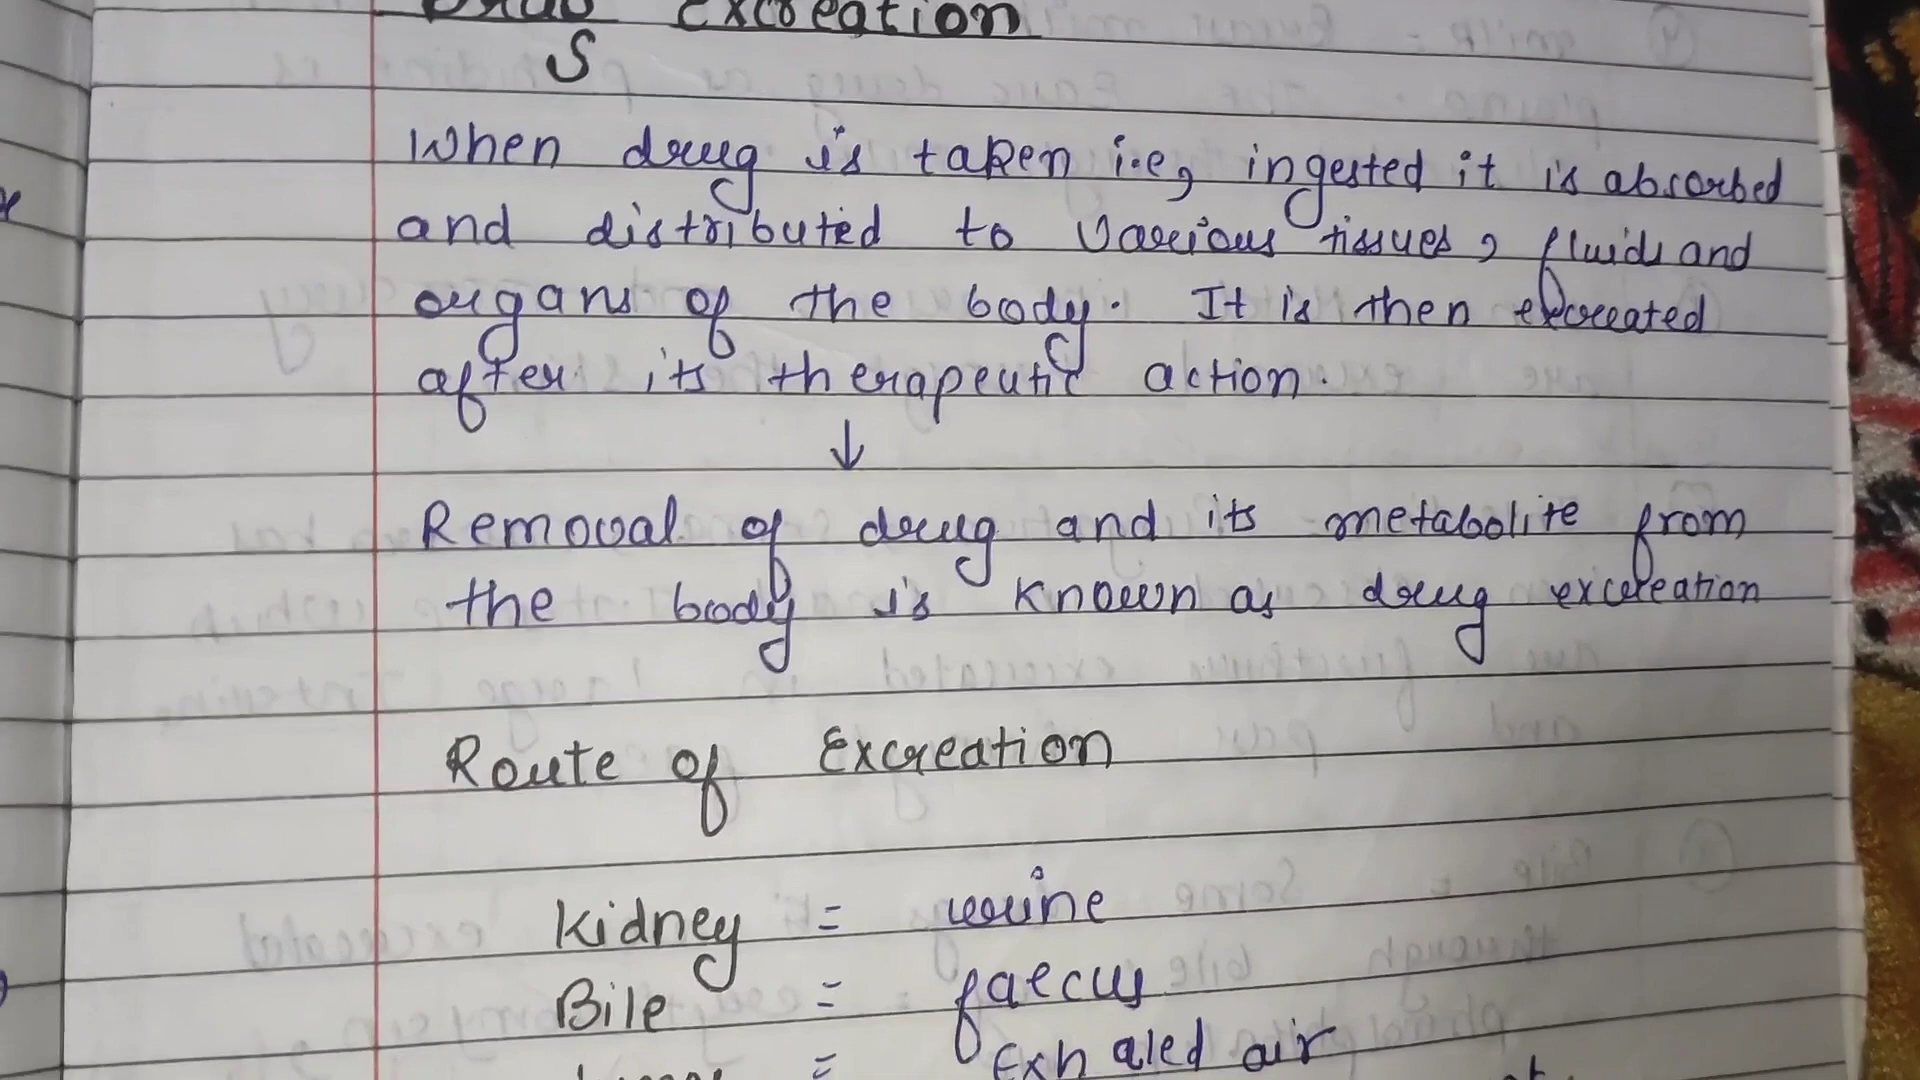 Drug excreation
When drug is taken i.e, ingested it is absorbed
and distributed to various tissues, fluids and
organs of the body. It is then excreated
after its therapeutic action.
↓
Removal of drug and its metabolite from
the body is known as drug excreation
Route of Excreation
Kidney = urine
Bile = faecus
= Exhaled air